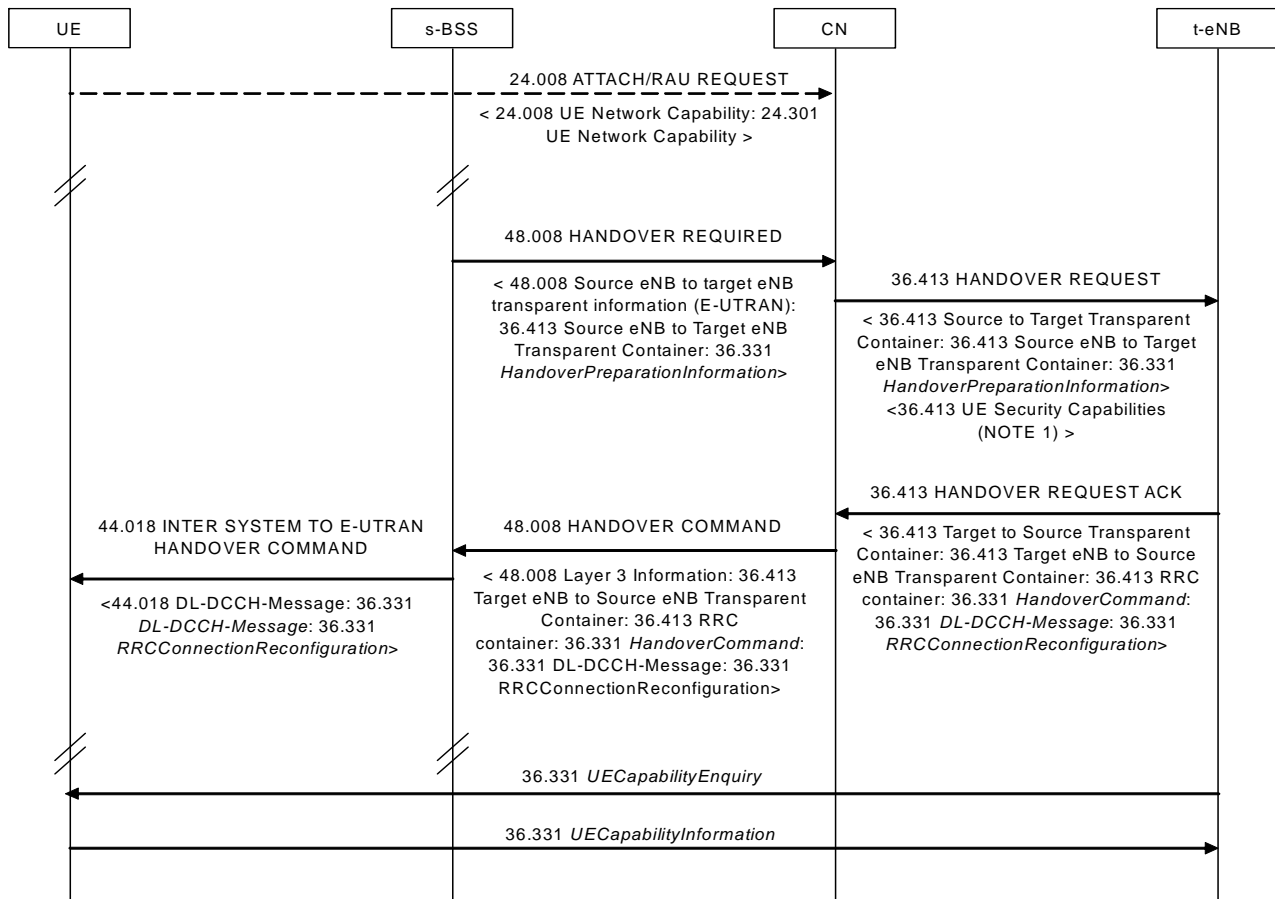 UE
s-BSS
CN
t-eNB
24.008 ATTACH/RAU REQUEST
< 24.008 UE Network Capability: 24.301
UE Network Capability >
48.008 HANDOVER REQUIRED
< 48.008 Source eNB to target eNB
transparent information (E-UTRAN):
36.413 Source eNB to Target eNB
Transparent Container: 36.331
HandoverPreparationInformation>
36.413 HANDOVER REQUEST
< 36.413 Source to Target Transparent
Container: 36.413 Source eNB to Target
eNB Transparent Container: 36.331
HandoverPreparationInformation>
<36.413 UE Security Capabilities
(NOTE 1) >
36.413 HANDOVER REQUEST ACK
< 36.413 Target to Source Transparent
Container: 36.413 Target eNB to Source
eNB Transparent Container: 36.413 RRC
container: 36.331 HandoverCommand:
36.331 DL-DCCH-Message: 36.331
RRCConnectionReconfiguration>
48.008 HANDOVER COMMAND
< 48.008 Layer 3 Information: 36.413
Target eNB to Source eNB Transparent
Container: 36.413 RRC
container: 36.331 HandoverCommand:
36.331 DL-DCCH-Message: 36.331
RRCConnectionReconfiguration>
44.018 INTER SYSTEM TO E-UTRAN
HANDOVER COMMAND
<44.018 DL-DCCH-Message: 36.331
DL-DCCH-Message: 36.331
RRCConnectionReconfiguration>
36.331 UECapabilityEnquiry
36.331 UECapabilityInformation